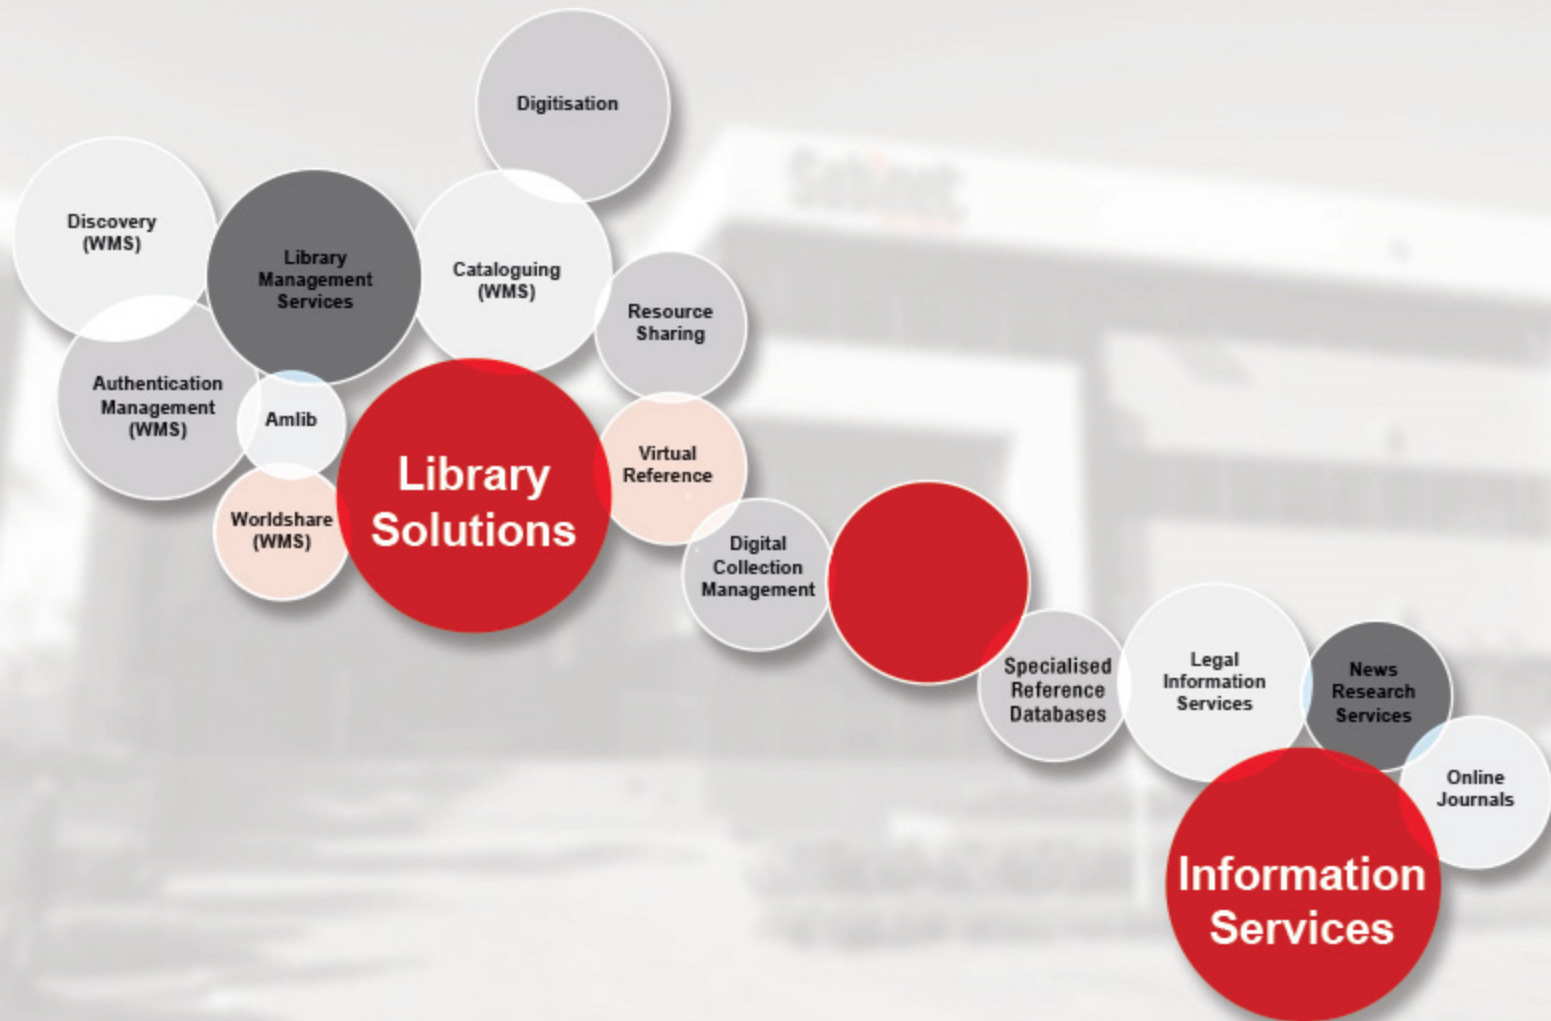 Digitisation
Discovery
(WMS)
Library
Management
Services
Cataloguing
(WMS)
Resource
Sharing
Authentication
Management
(WMS)
Amlib
Library
Solutions
Virtual
Reference
Worldshare
(WMS)
Digital
Collection
Management
Specialised
Reference
Databases
Legal
Information
Services
News
Research
Services
Online
Journals
Information
Services